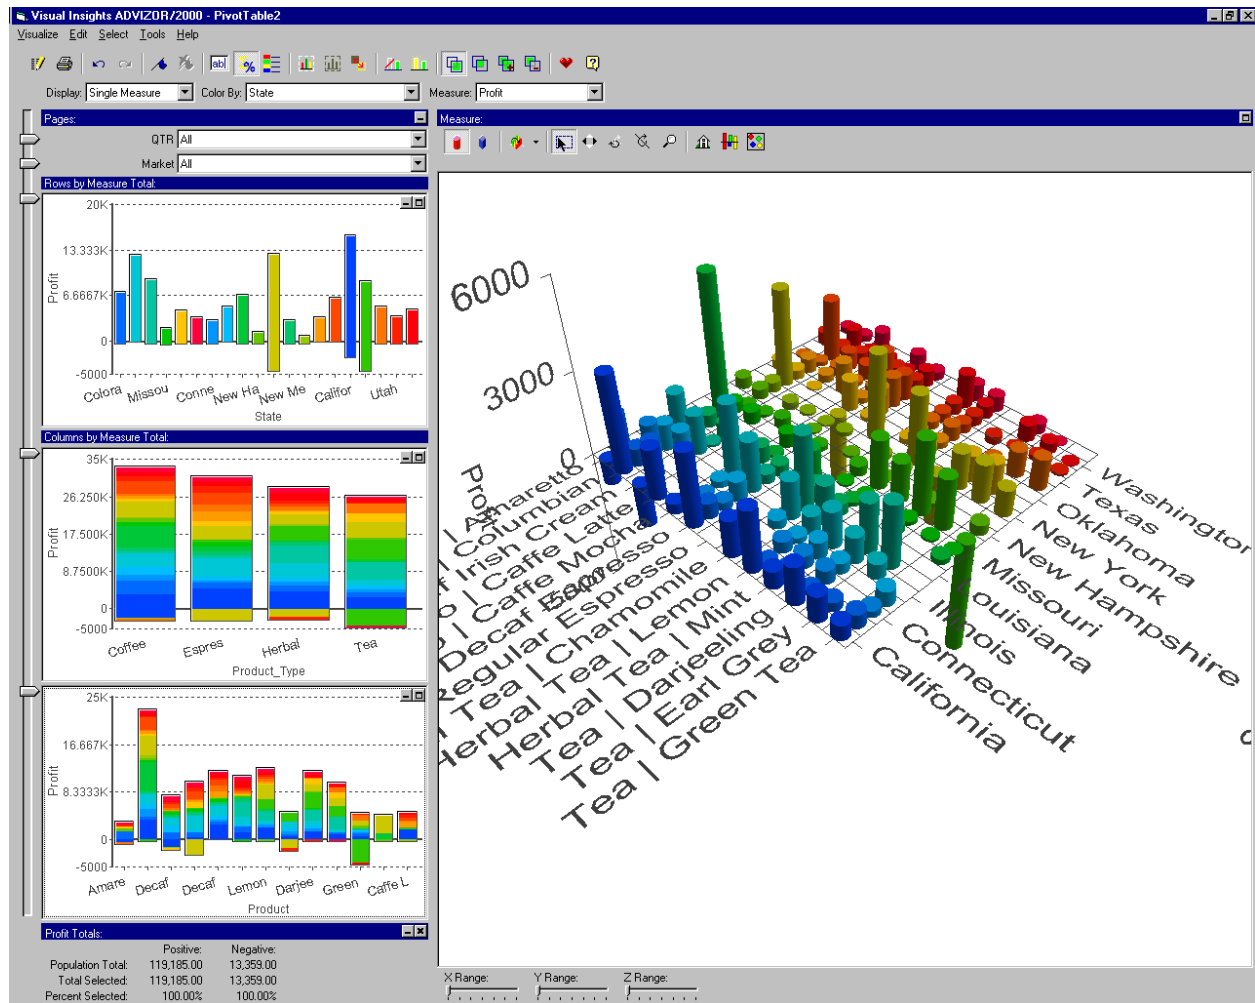 Visual Insights ADVIZOR/2000 - PivotTable2
Visualize Edit Select Tools Help
Display: Single Measure Color By: State Measure: Profit
Pages:
QTR All
Market All
Rows by Measure Total:
20K
13.333K
6.6667K
0
-5000
Profit
Colora Missou Conne New Ha New Me Califor Utah
State
Columns by Measure Total:
35K
26.250K
17.500K
8.7500K
0
-5000
Profit
Coffee Espres Herbal Tea
Product_Type
25K
16.667K
8.3333K
0
-5000
Profit
Amare Decaf Decaf Lemon Darjee Green Caffe L
Product
Profit Totals:
Positive: Negative:
Population Total: 119,185.00 13,359.00
Total Selected: 119,185.00 13,359.00
Percent Selected: 100.00% 100.00%
Measure:
6000
3000
0
| Amaretto
Columbian
Irish Cream
| Caffe Latte
| Caffe Mocha
Decaf Espresso
Regular Espresso
Tea | Chamomile
Herbal Tea | Lemon
Herbal Tea | Mint
Tea | Darjeeling
Tea | Earl Grey
Tea | Green Tea
Washington
Texas
Oklahoma
New York
New Hampshire
Missouri
Louisiana
Illinois
Connecticut
California
X Range: Y Range: Z Range: